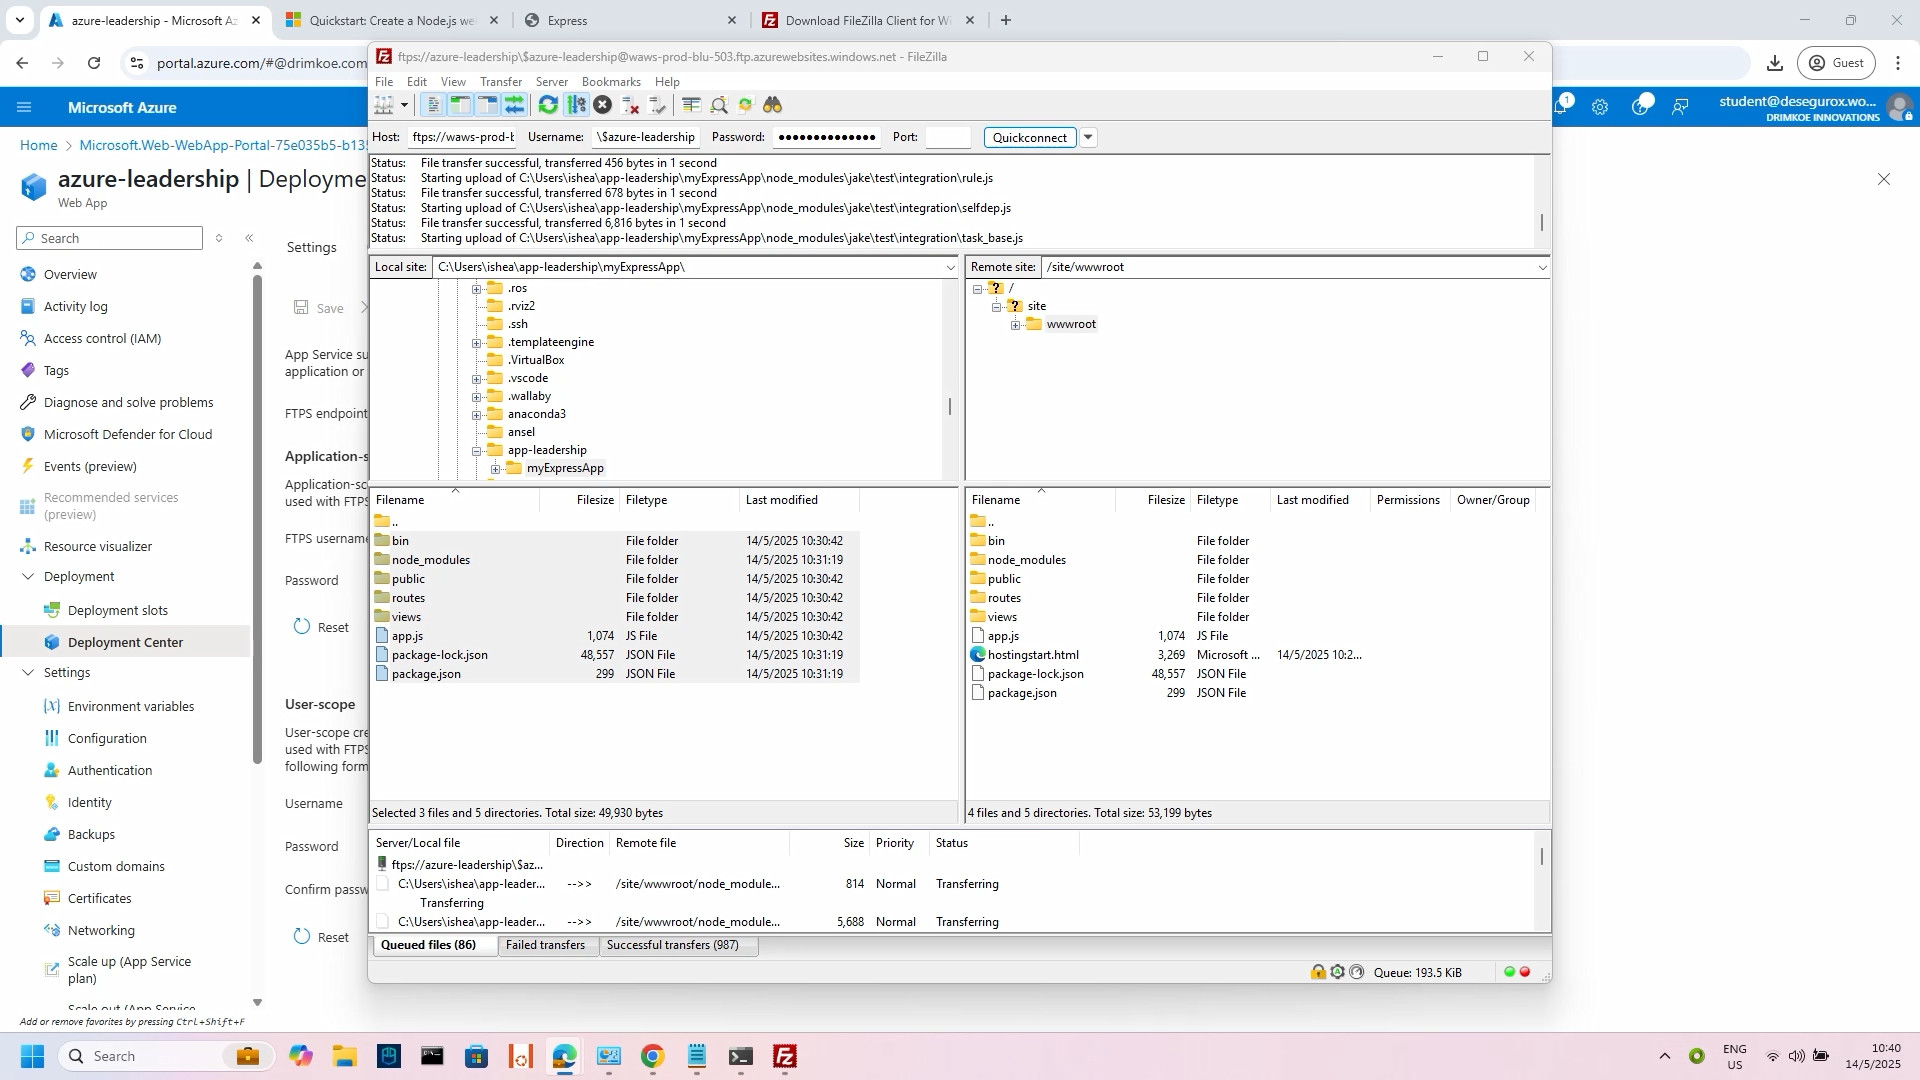 azure-leadership - Microsoft Az
Quickstart: Create a Node.js we
Express
Download FileZilla Client for Wi
portal.azure.com/#@drimkoe.com
Guest
Microsoft Azure
student@desegurox.wo...
DRIMKOE INNOVATIONS
Home > Microsoft.Web-WebApp-Portal-75e035b5-b135
azure-leadership | Deployme
Web App
Search
Overview
Activity log
Access control (IAM)
Tags
Diagnose and solve problems
Microsoft Defender for Cloud
Events (preview)
Recommended services
(preview)
Resource visualizer
Deployment
Deployment slots
Deployment Center
Settings
Environment variables
Configuration
Authentication
Identity
Backups
Custom domains
Certificates
Networking
Scale up (App Service
plan)
Scale out (App Service
Add or remove favorites by pressing Ctrl+Shift+F
Settings
Save
App Service su
application or
FTPS endpoint
Application-s
Application-sc
used with FTPS
FTPS username
Password
Reset
User-scope
User-scope cre
used with FTPS
following form
Username
Password
Confirm passw
Reset
ftps://azure-leadership\$azure-leadership@waws-prod-blu-503.ftp.azurewebsites.windows.net - FileZilla
File Edit View Transfer Server Bookmarks Help
Host: ftps://waws-prod-b Username: \$azure-leadership Password: ●●●●●●●●●●●●●● Port: Quickconnect
Status: File transfer successful, transferred 456 bytes in 1 second
Status: Starting upload of C:\Users\ishea\app-leadership\myExpressApp\node_modules\jake\test\integration\rule.js
Status: File transfer successful, transferred 678 bytes in 1 second
Status: Starting upload of C:\Users\ishea\app-leadership\myExpressApp\node_modules\jake\test\integration\selfdep.js
Status: File transfer successful, transferred 6,816 bytes in 1 second
Status: Starting upload of C:\Users\ishea\app-leadership\myExpressApp\node_modules\jake\test\integration\task_base.js
Local site: C:\Users\ishea\app-leadership\myExpressApp\
.ros
.rviz2
.ssh
.templateengine
.VirtualBox
.vscode
.wallaby
anaconda3
ansel
app-leadership
myExpressApp
Remote site: /site/wwwroot
/
site
wwwroot
Filename Filesize Filetype Last modified
..
bin File folder 14/5/2025 10:30:42
node_modules File folder 14/5/2025 10:31:19
public File folder 14/5/2025 10:30:42
routes File folder 14/5/2025 10:30:42
views File folder 14/5/2025 10:30:42
app.js 1,074 JS File 14/5/2025 10:30:42
package-lock.json 48,557 JSON File 14/5/2025 10:31:19
package.json 299 JSON File 14/5/2025 10:31:19
Selected 3 files and 5 directories. Total size: 49,930 bytes
Filename Filesize Filetype Last modified Permissions Owner/Group
..
bin File folder
node_modules File folder
public File folder
routes File folder
views File folder
app.js 1,074 JS File
hostingstart.html 3,269 Microsoft ... 14/5/2025 10:2...
package-lock.json 48,557 JSON File
package.json 299 JSON File
4 files and 5 directories. Total size: 53,199 bytes
Server/Local file Direction Remote file Size Priority Status
ftps://azure-leadership\$az...
C:\Users\ishea\app-leader... -->> /site/wwwroot/node_module... 814 Normal Transferring
Transferring
C:\Users\ishea\app-leader... -->> /site/wwwroot/node_module... 5,688 Normal Transferring
Queued files (86) Failed transfers Successful transfers (987)
Queue: 193.5 KiB
Search
ENG
US
10:40
14/5/2025